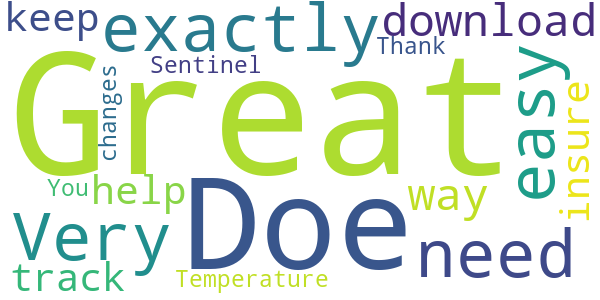 keep
exactly
download
Thank
Sentinel
Great
changes
easy
insure
You
help
Doe
way
Very
need
track
Temperature